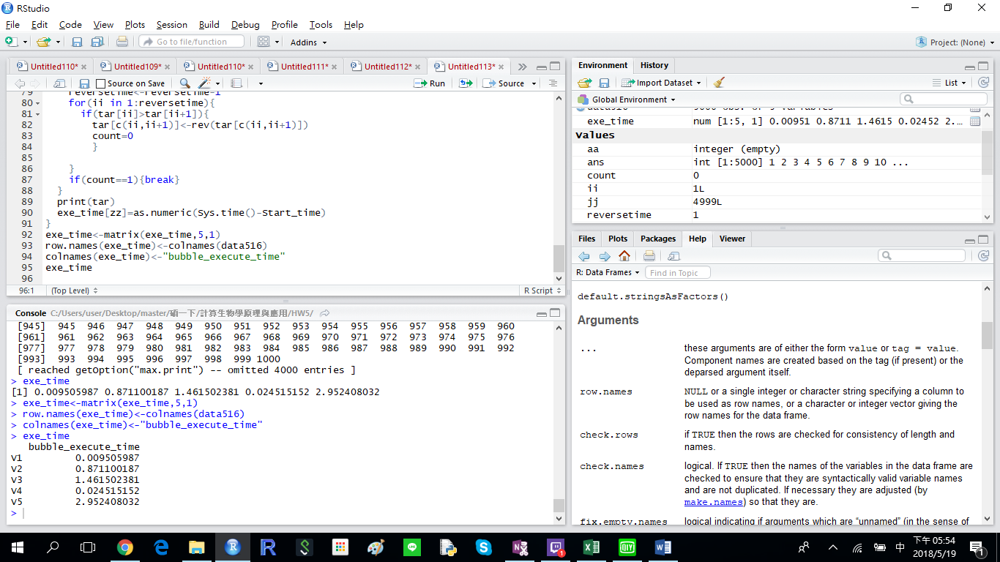 RStudio
File Edit Code View Plots Session Build Debug Profile Tools Help
Go to file/function Addins Project: (None)
Untitled110* Untitled109* Untitled110* Untitled111* Untitled112* Untitled113*
Source on Save Run Source
79 reversetime<-reversetime-1
80 for(ii in 1:reversetime){
81 if(tar[ii]>tar[ii+1]){
82 tar[c(ii,ii+1)]<-rev(tar[c(ii,ii+1)])
83 count=0
84 }
85
86 }
87 if(count==1){break}
88 }
89 print(tar)
90 exe_time[zz]=as.numeric(Sys.time()-Start_time)
91 }
92 exe_time<-matrix(exe_time,5,1)
93 row.names(exe_time)<-colnames(data516)
94 colnames(exe_time)<-"bubble_execute_time"
95 exe_time
96
96:1 (Top Level) R Script
Console C:/Users/user/Desktop/master/碩一下/計算生物學原理與應用/HW5/
[945] 945 946 947 948 949 950 951 952 953 954 955 956 957 958 959 960
[961] 961 962 963 964 965 966 967 968 969 970 971 972 973 974 975 976
[977] 977 978 979 980 981 982 983 984 985 986 987 988 989 990 991 992
[993] 993 994 995 996 997 998 999 1000
[ reached getOption("max.print") -- omitted 4000 entries ]
> exe_time
[1] 0.009505987 0.871100187 1.461502381 0.024515152 2.952408032
> exe_time<-matrix(exe_time,5,1)
> row.names(exe_time)<-colnames(data516)
> colnames(exe_time)<-"bubble_execute_time"
> exe_time
bubble_execute_time
V1 0.009505987
V2 0.871100187
V3 1.461502381
V4 0.024515152
V5 2.952408032
>
Environment History
Import Dataset List
Global Environment
exe_time num [1:5, 1] 0.00951 0.8711 1.4615 0.02452 2.…
Values
aa integer (empty)
ans int [1:5000] 1 2 3 4 5 6 7 8 9 10 ...
count 0
ii 1L
jj 4999L
reversetime 1
Files Plots Packages Help Viewer
R: Data Frames Find in Topic
default.stringsAsFactors()
Arguments
... these arguments are of either the form value or tag = value.
Component names are created based on the tag (if present) or the
deparsed argument itself.
row.names NULL or a single integer or character string specifying a column to
be used as row names, or a character or integer vector giving the
row names for the data frame.
check.rows if TRUE then the rows are checked for consistency of length and
names.
check.names logical. If TRUE then the names of the variables in the data frame are
checked to ensure that they are syntactically valid variable names
and are not duplicated. If necessary they are adjusted (by
make.names) so that they are.
fix.empty.names logical indicating if arguments which are “unnamed” (in the sense of
中 下午 05:54
2018/5/19 1